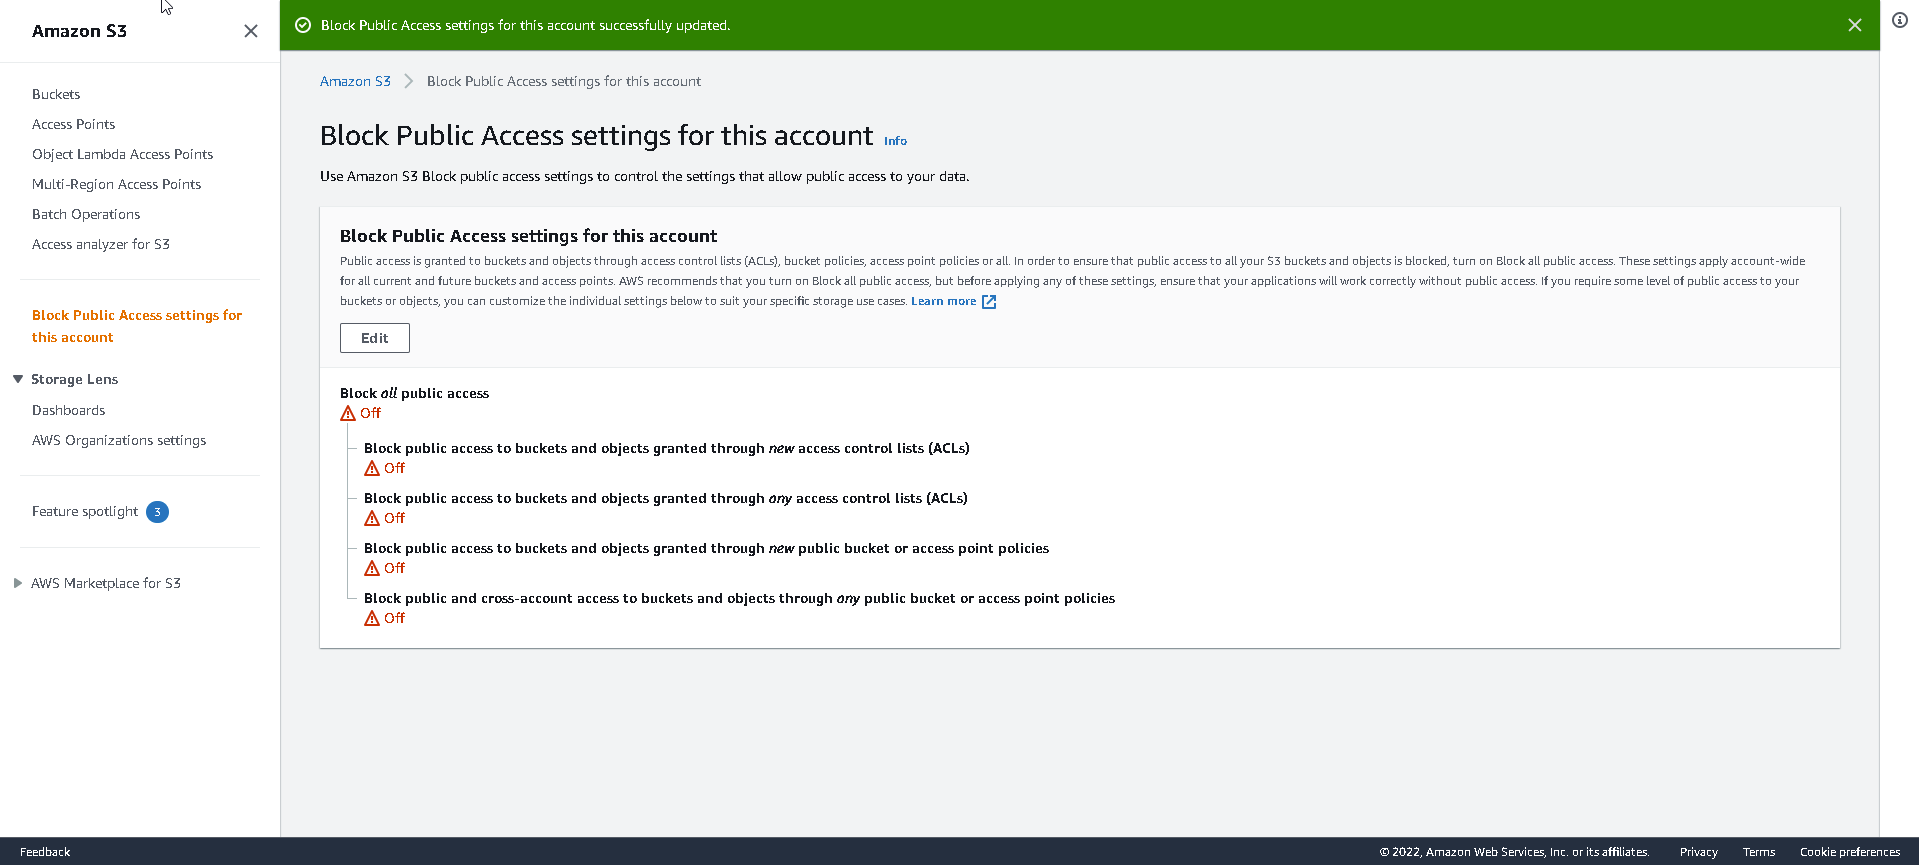 Amazon S3
Buckets
Access Points
Object Lambda Access Points
Multi-Region Access Points
Batch Operations
Access analyzer for S3
Block Public Access settings for
this account
Storage Lens
Dashboards
AWS Organizations settings
Feature spotlight 3
AWS Marketplace for S3
Block Public Access settings for this account successfully updated.
Amazon S3 Block Public Access settings for this account
Block Public Access settings for this account Info
Use Amazon S3 Block public access settings to control the settings that allow public access to your data.
Block Public Access settings for this account
Public access is granted to buckets and objects through access control lists (ACLs), bucket policies, access point policies or all. In order to ensure that public access to all your S3 buckets and objects is blocked, turn on Block all public access. These settings apply account-wide
for all current and future buckets and access points. AWS recommends that you turn on Block all public access, but before applying any of these settings, ensure that your applications will work correctly without public access. If you require some level of public access to your
buckets or objects, you can customize the individual settings below to suit your specific storage use cases. Learn more
Edit
Block all public access
Off
Block public access to buckets and objects granted through new access control lists (ACLs)
Off
Block public access to buckets and objects granted through any access control lists (ACLs)
Off
Block public access to buckets and objects granted through new public bucket or access point policies
Off
Block public and cross-account access to buckets and objects through any public bucket or access point policies
Off
Feedback
© 2022, Amazon Web Services, Inc. or its affiliates. Privacy Terms Cookie preferences